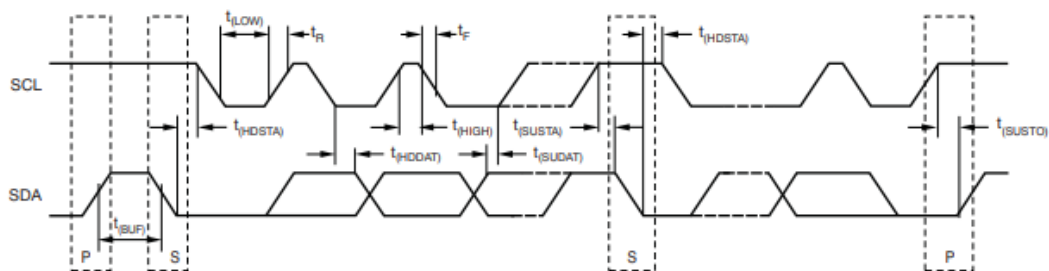 t(LOW)
tR
tF
t(HDSTA)
SCL
t(HDSTA)
t(HIGH)
t(SUSTA)
t(SUSTO)
t(HDDAT)
t(SUDAT)
SDA
t(BUF)
P
S
S
P